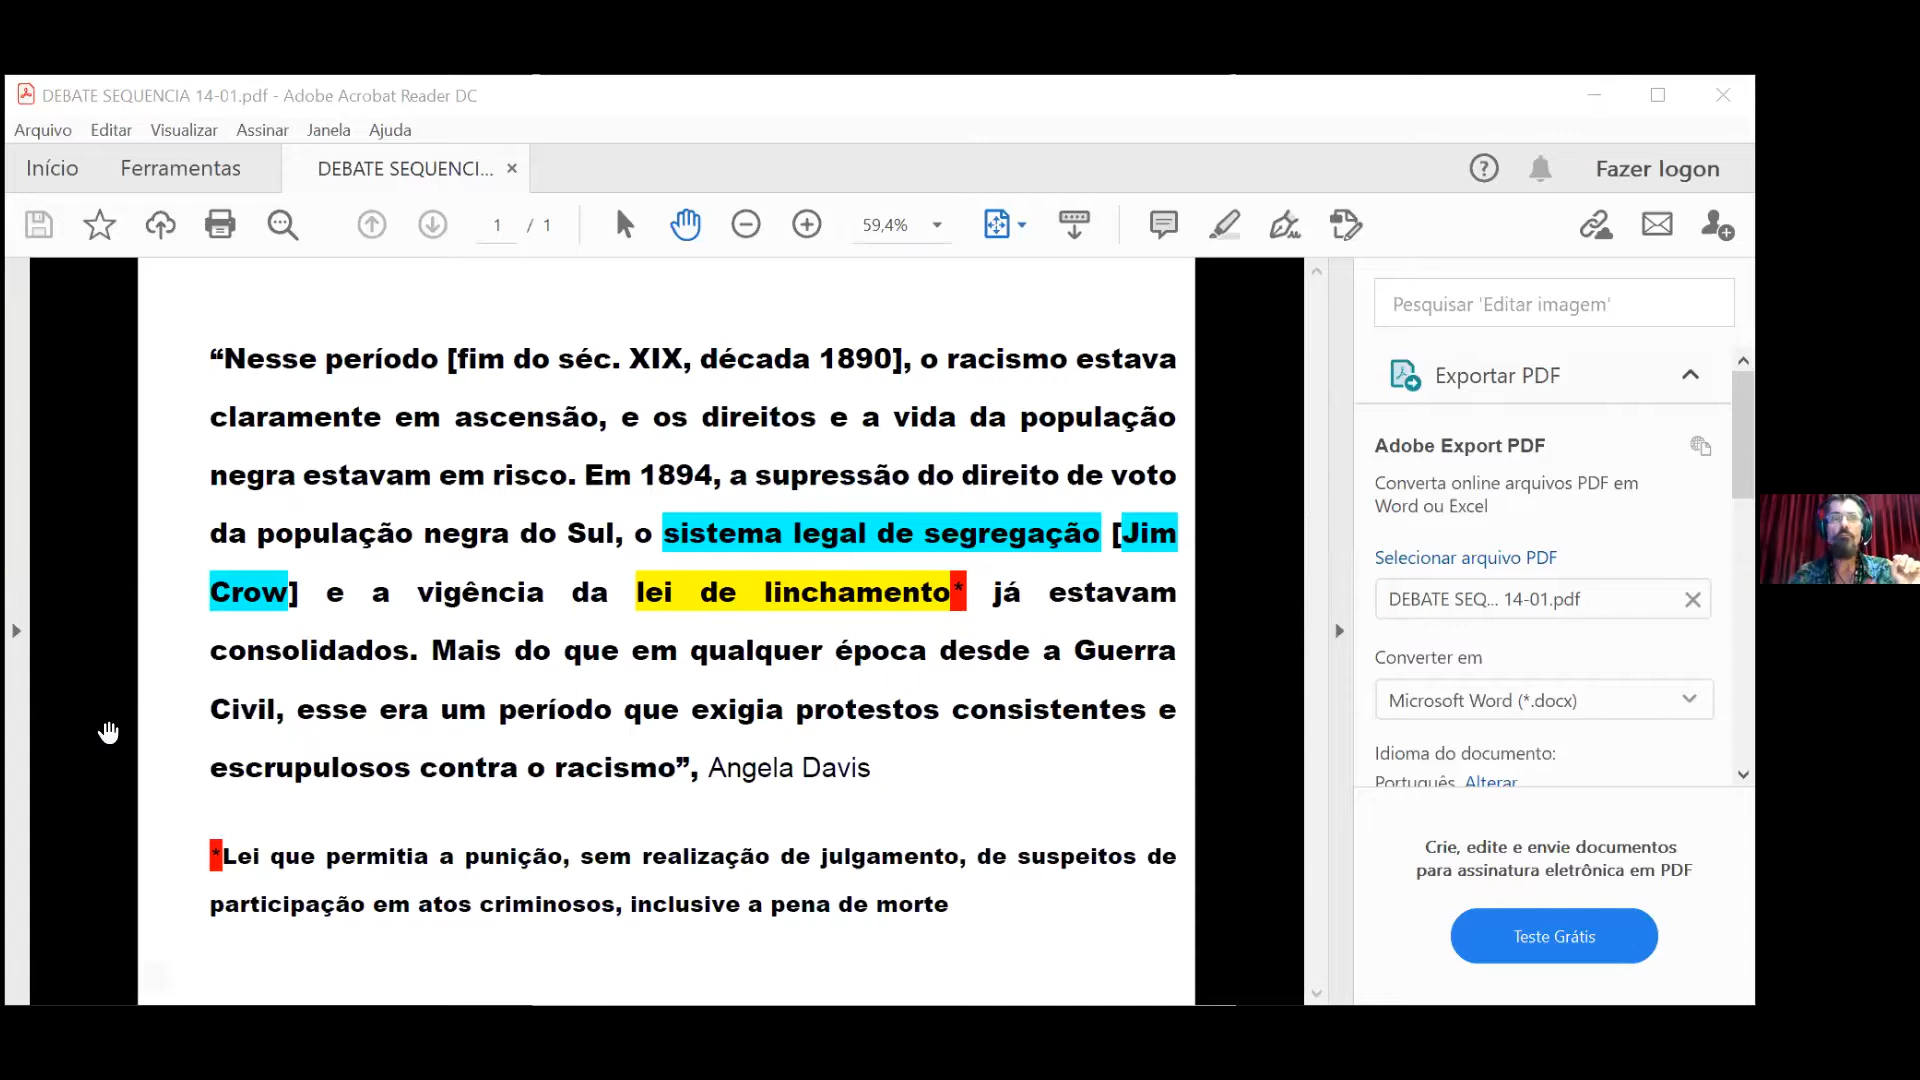 DEBATE SEQUENCIA 14-01.pdf - Adobe Acrobat Reader DC
Arquivo Editar Visualizar Assinar Janela Ajuda
Início Ferramentas DEBATE SEQUENCI... × Fazer logon
1 / 1 59,4%
Pesquisar 'Editar imagem'
Exportar PDF
Adobe Export PDF
Converta online arquivos PDF em
Word ou Excel
Selecionar arquivo PDF
DEBATE SEQ... 14-01.pdf
Converter em
Microsoft Word (*.docx)
Idioma do documento:
Português Alterar
Crie, edite e envie documentos
para assinatura eletrônica em PDF
Teste Grátis
“Nesse período [fim do séc. XIX, década 1890], o racismo estava
claramente em ascensão, e os direitos e a vida da população
negra estavam em risco. Em 1894, a supressão do direito de voto
da população negra do Sul, o sistema legal de segregação [Jim
Crow] e a vigência da lei de linchamento* já estavam
consolidados. Mais do que em qualquer época desde a Guerra
Civil, esse era um período que exigia protestos consistentes e
escrupulosos contra o racismo”, Angela Davis
*Lei que permitia a punição, sem realização de julgamento, de suspeitos de
participação em atos criminosos, inclusive a pena de morte